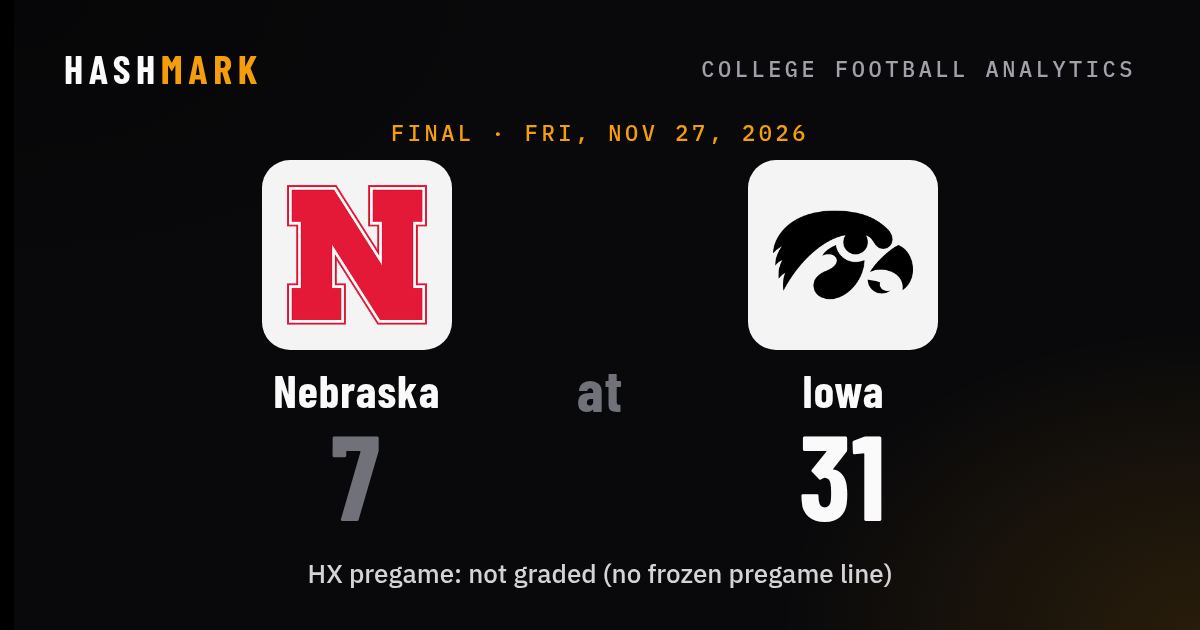 HASHMARK
COLLEGE FOOTBALL ANALYTICS
FINAL · FRI, NOV 27, 2026
N
Nebraska
at
Iowa
7
31
HX pregame: not graded (no frozen pregame line)